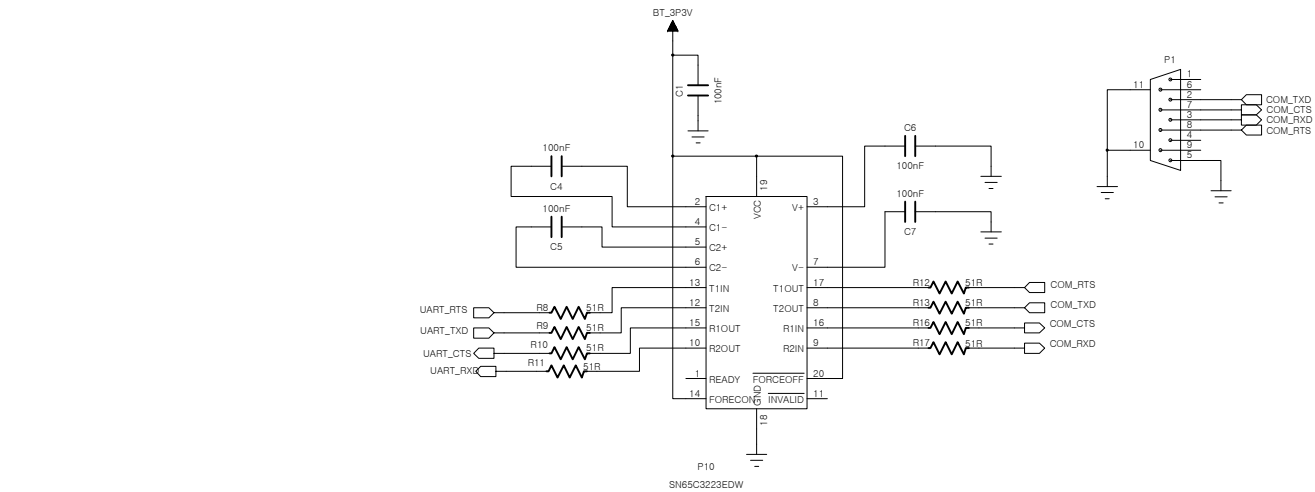 BT_3P3V
C1
100nF
P1
11
10
1
6
2
7
3
8
4
9
5
COM_TXD
COM_CTS
COM_RXD
COM_RTS
100nF
C4
100nF
C5
C6
100nF
100nF
C7
19
VCC
2 C1+
4 C1−
5 C2+
6 C2−
13 T1IN
12 T2IN
15 R1OUT
10 R2OUT
1 READY
14 FORECON
V+ 3
V− 7
T1OUT 17
T2OUT 8
R1IN 16
R2IN 9
FORCEOFF 20
INVALID 11
GND
18
UART_RTS R8 51R
UART_TXD R9 51R
UART_CTS R10 51R
UART_RXD R11 51R
R12 51R COM_RTS
R13 51R COM_TXD
R16 51R COM_CTS
R17 51R COM_RXD
P10
SN65C3223EDW